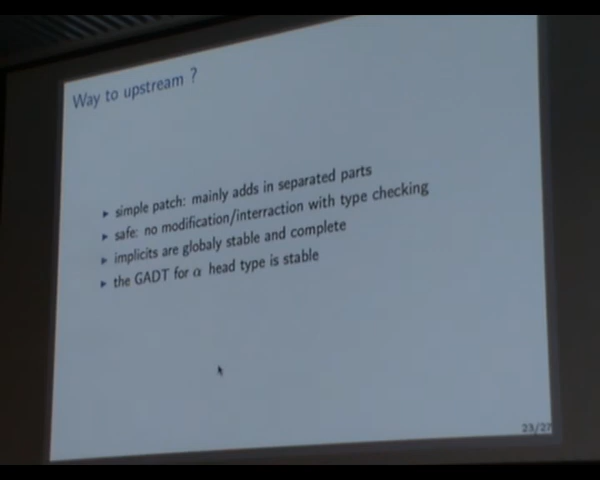 Way to upstream ?
▸ simple patch: mainly adds in separated parts
▸ safe: no modification/interraction with type checking
▸ implicits are globaly stable and complete
▸ the GADT for α head type is stable
23/27